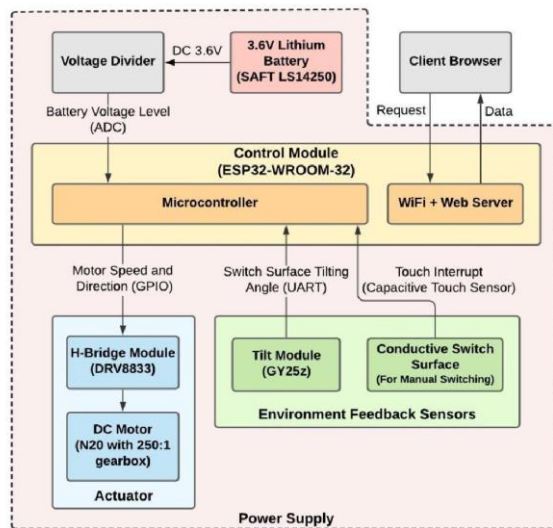 Voltage Divider
DC 3.6V
3.6V Lithium
Battery
(SAFT LS14250)
Client Browser
Battery Voltage Level
(ADC)
Request
Data
Control Module
(ESP32-WROOM-32)
Microcontroller
WiFi + Web Server
Motor Speed and
Direction (GPIO)
Switch Surface Tilting
Angle (UART)
Touch Interrupt
(Capacitive Touch Sensor)
H-Bridge Module
(DRV8833)
Tilt Module
(GY25z)
Conductive Switch
Surface
(For Manual Switching)
DC Motor
(N20 with 250:1
gearbox)
Environment Feedback Sensors
Actuator
Power Supply